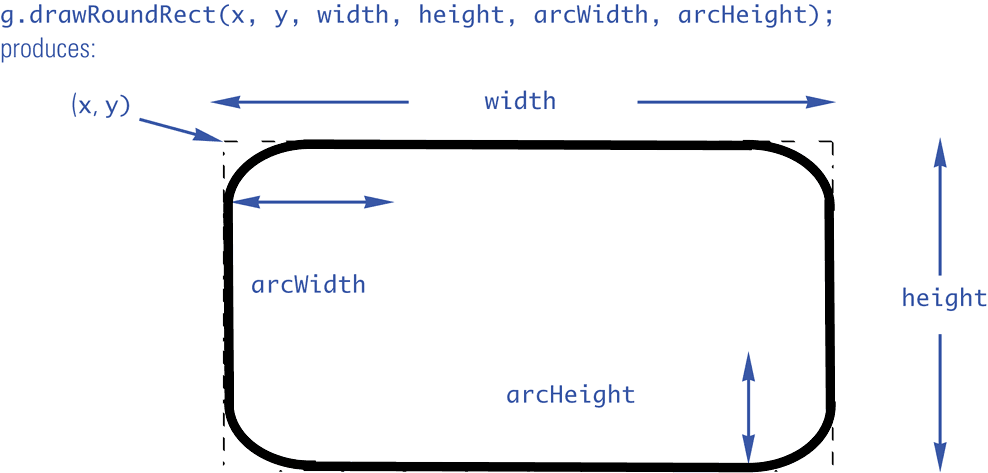 g.drawRoundRect(x, y, width, height, arcWidth, arcHeight);
produces:
(x, y)
width
arcWidth
height
arcHeight